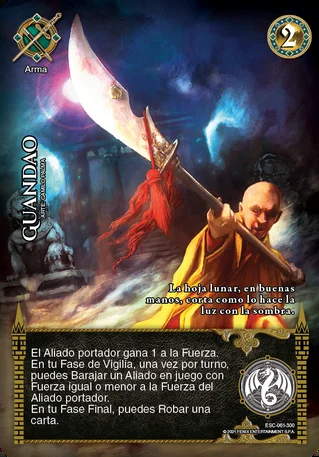 Arma
2
GUANDAO
La hoja lunar, en buenas
manos, corta como lo hace la
luz con la sombra.
El Aliado portador gana 1 a la Fuerza.
En tu Fase de Vigilia, una vez por turno,
puedes Barajar un Aliado en juego con
Fuerza igual o menor a la Fuerza del
Aliado portador.
En tu Fase Final, puedes Robar una
carta.
ESC-061-300
© 2021 FENIX ENTERTAINMENT S.P.A.